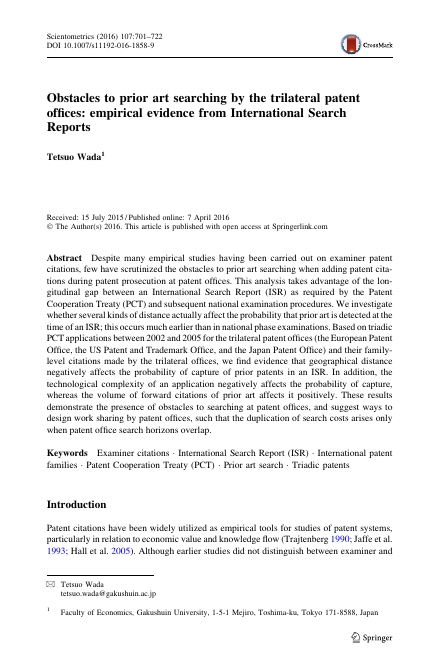 Scientometrics (2016) 107:701–722
DOI 10.1007/s11192-016-1858-9
CrossMark
Obstacles to prior art searching by the trilateral patent
offices: empirical evidence from International Search
Reports
Tetsuo Wada1
Received: 15 July 2015 / Published online: 7 April 2016
© The Author(s) 2016. This article is published with open access at Springerlink.com
Abstract Despite many empirical studies having been carried out on examiner patent
citations, few have scrutinized the obstacles to prior art searching when adding patent cita-
tions during patent prosecution at patent offices. This analysis takes advantage of the lon-
gitudinal gap between an International Search Report (ISR) as required by the Patent
Cooperation Treaty (PCT) and subsequent national examination procedures. We investigate
whether several kinds of distance actually affect the probability that prior art is detected at the
time of an ISR; this occurs much earlier than in national phase examinations. Based on triadic
PCT applications between 2002 and 2005 for the trilateral patent offices (the European Patent
Office, the US Patent and Trademark Office, and the Japan Patent Office) and their family-
level citations made by the trilateral offices, we find evidence that geographical distance
negatively affects the probability of capture of prior patents in an ISR. In addition, the
technological complexity of an application negatively affects the probability of capture,
whereas the volume of forward citations of prior art affects it positively. These results
demonstrate the presence of obstacles to searching at patent offices, and suggest ways to
design work sharing by patent offices, such that the duplication of search costs arises only
when patent office search horizons overlap.
Keywords Examiner citations · International Search Report (ISR) · International patent
families · Patent Cooperation Treaty (PCT) · Prior art search · Triadic patents
Introduction
Patent citations have been widely utilized as empirical tools for studies of patent systems,
particularly in relation to economic value and knowledge flow (Trajtenberg 1990; Jaffe et al.
1993; Hall et al. 2005). Although earlier studies did not distinguish between examiner and
✉ Tetsuo Wada
tetsuo.wada@gakushuin.ac.jp
1 Faculty of Economics, Gakushuin University, 1-5-1 Mejiro, Toshima-ku, Tokyo 171-8588, Japan
Springer